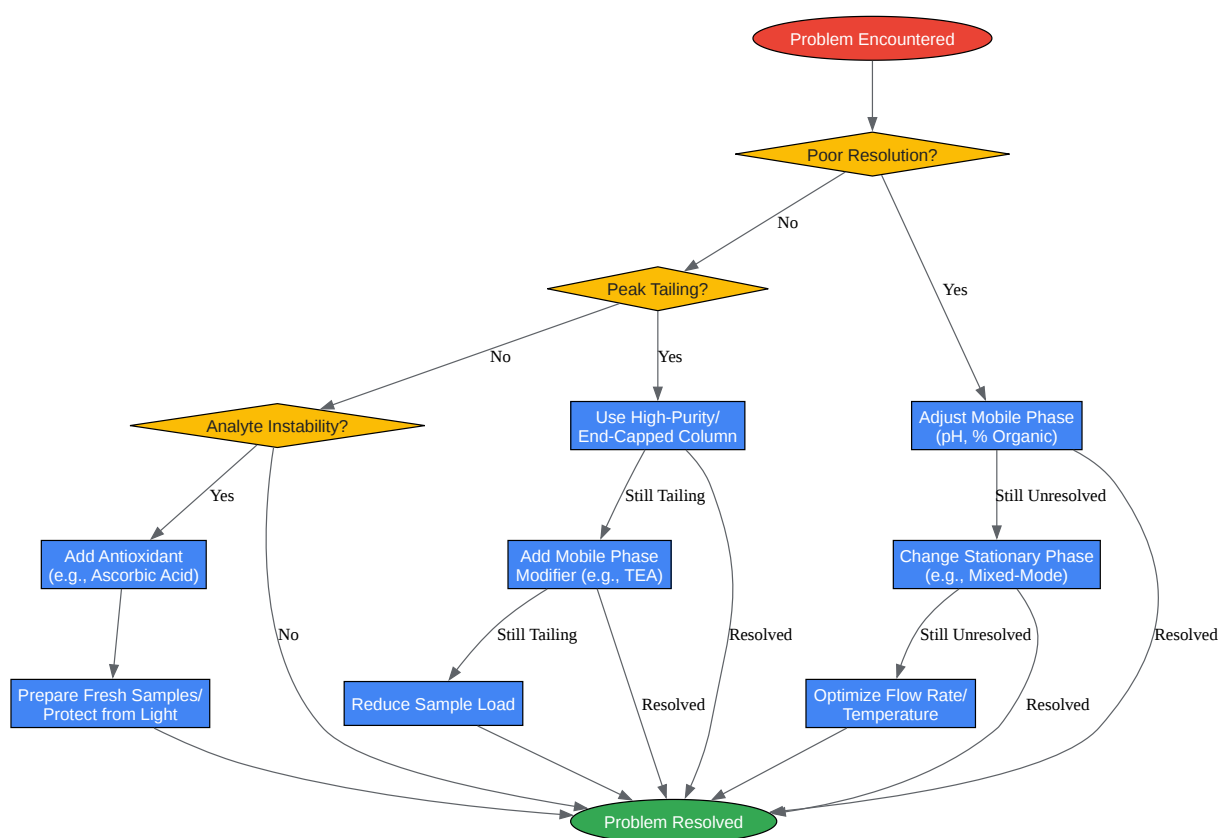 Problem Encountered
Poor Resolution?
No
Yes
Peak Tailing?
No
Yes
Analyte Instability?
Use High-Purity/
End-Capped Column
Adjust Mobile Phase
(pH, % Organic)
Yes
Still Tailing
Still Unresolved
Add Antioxidant
(e.g., Ascorbic Acid)
Add Mobile Phase
Modifier (e.g., TEA)
Change Stationary Phase
(e.g., Mixed-Mode)
No
Still Tailing
Resolved
Still Unresolved
Resolved
Prepare Fresh Samples/
Protect from Light
Reduce Sample Load
Resolved
Optimize Flow Rate/
Temperature
Resolved
Problem Resolved